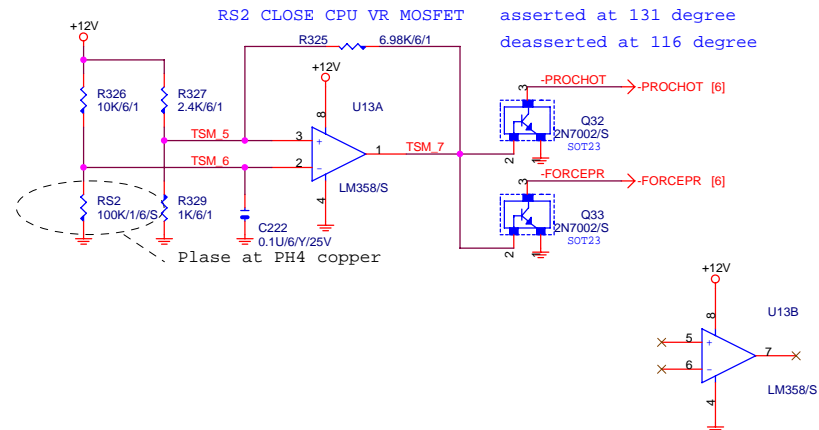 RS2 CLOSE CPU VR MOSFET asserted at 131 degree
deasserted at 116 degree
+12V
R325 6.98K/6/1
+12V
R326
10K/6/1
R327
2.4K/6/1
U13A
8
TSM_5 3 +
TSM_6 2 −
1 TSM_7
4
LM358/S
RS2
100K/1/6/S
R329
1K/6/1
C222
0.1U/6/Y/25V
Plase at PH4 copper
-PROCHOT -PROCHOT [6]
3
Q32
2N7002/S
SOT23
2 1
-FORCEPR -FORCEPR [6]
3
Q33
2N7002/S
SOT23
2 1
+12V
U13B
8
5 +
6 −
7
4
LM358/S